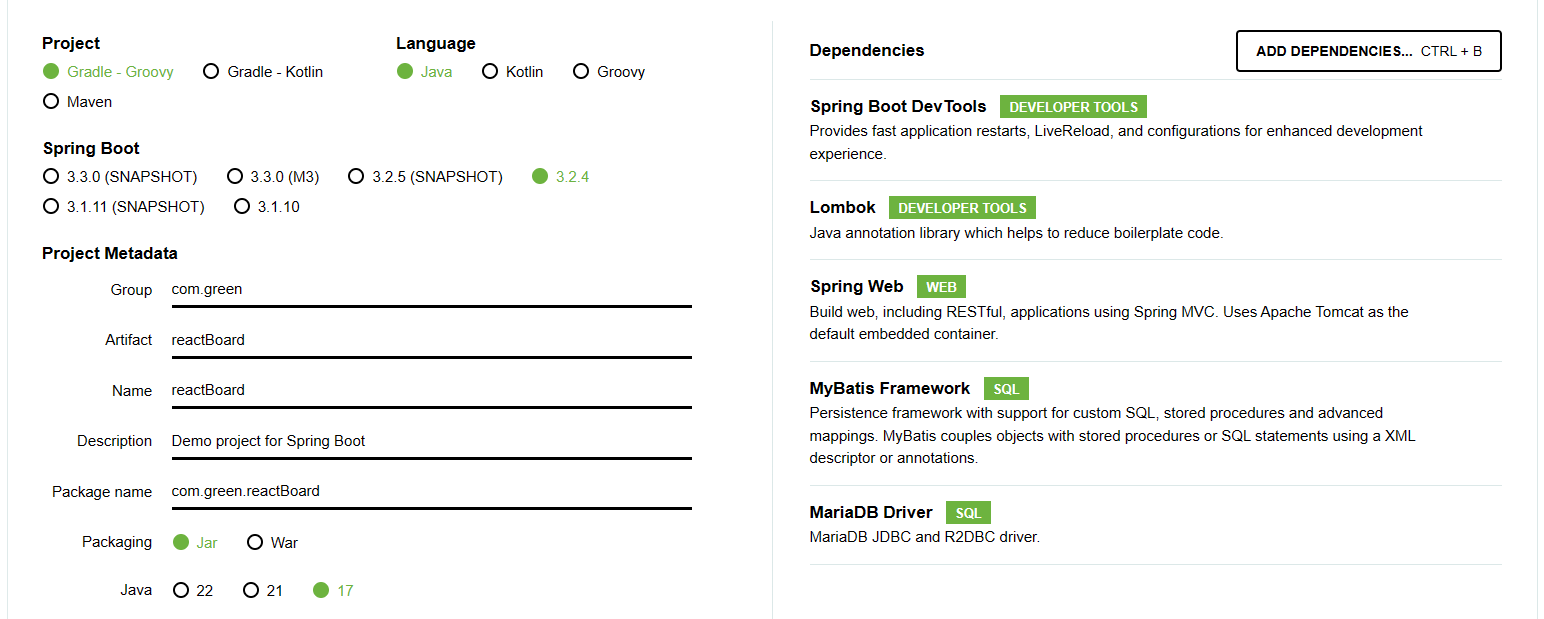 Project
Gradle - Groovy Gradle - Kotlin
Maven
Language
Java Kotlin Groovy
Spring Boot
3.3.0 (SNAPSHOT) 3.3.0 (M3) 3.2.5 (SNAPSHOT) 3.2.4
3.1.11 (SNAPSHOT) 3.1.10
Project Metadata
Group com.green
Artifact reactBoard
Name reactBoard
Description Demo project for Spring Boot
Package name com.green.reactBoard
Packaging Jar War
Java 22 21 17
Dependencies ADD DEPENDENCIES... CTRL + B
Spring Boot DevTools DEVELOPER TOOLS
Provides fast application restarts, LiveReload, and configurations for enhanced development
experience.
Lombok DEVELOPER TOOLS
Java annotation library which helps to reduce boilerplate code.
Spring Web WEB
Build web, including RESTful, applications using Spring MVC. Uses Apache Tomcat as the
default embedded container.
MyBatis Framework SQL
Persistence framework with support for custom SQL, stored procedures and advanced
mappings. MyBatis couples objects with stored procedures or SQL statements using a XML
descriptor or annotations.
MariaDB Driver SQL
MariaDB JDBC and R2DBC driver.